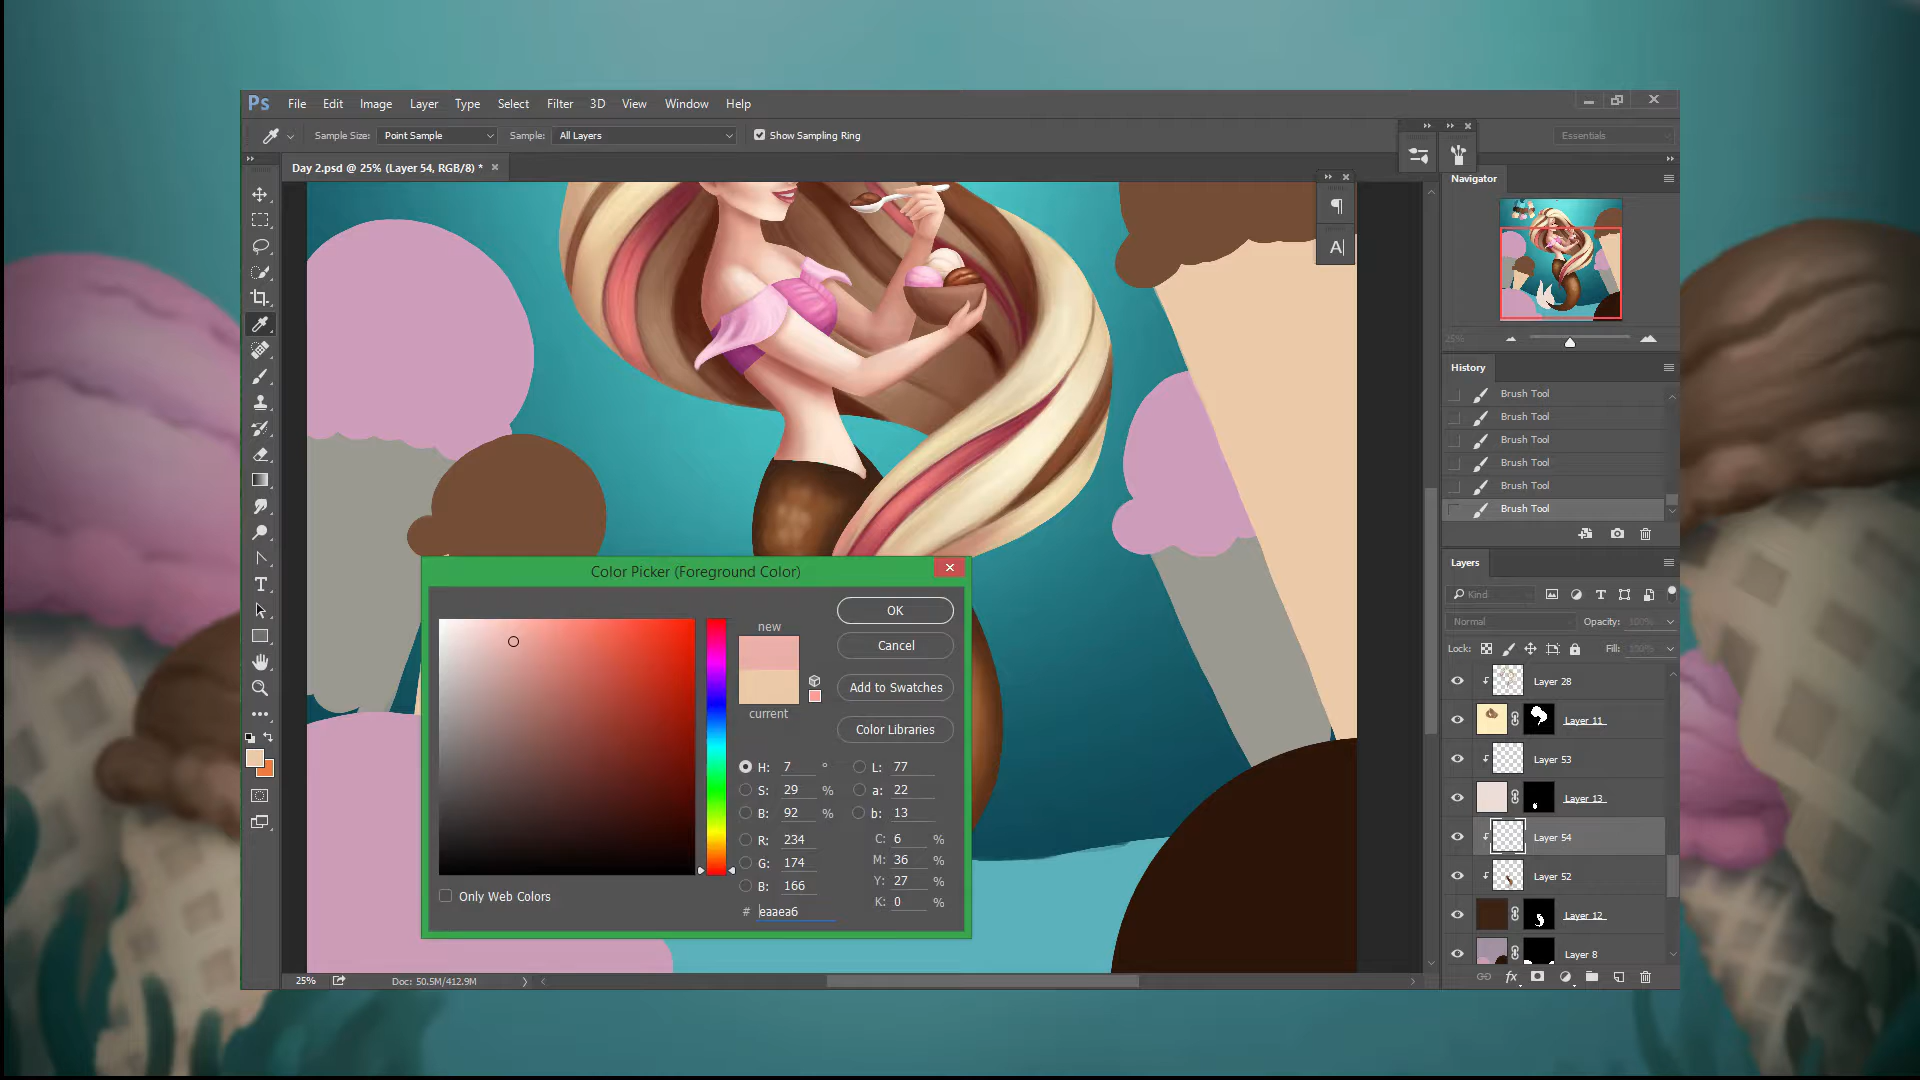 Ps File Edit Image Layer Type Select Filter 3D View Window Help
Sample Size: Point Sample Sample: All Layers Show Sampling Ring Essentials
Day 2.psd @ 25% (Layer 54, RGB/8) *
Navigator
25%
History
Brush Tool
Brush Tool
Brush Tool
Brush Tool
Brush Tool
Brush Tool
Layers
Kind
Normal Opacity: 100%
Lock: Fill: 100%
Layer 28
Layer 11
Layer 53
Layer 13
Layer 54
Layer 52
Layer 12
Layer 8
Color Picker (Foreground Color)
new
current
OK
Cancel
Add to Swatches
Color Libraries
H: 7 ° L: 77
S: 29 % a: 22
B: 92 % b: 13
R: 234 C: 6 %
G: 174 M: 36 %
B: 166 Y: 27 %
K: 0 %
# eaaea6
Only Web Colors
25% Doc: 50.5M/412.9M